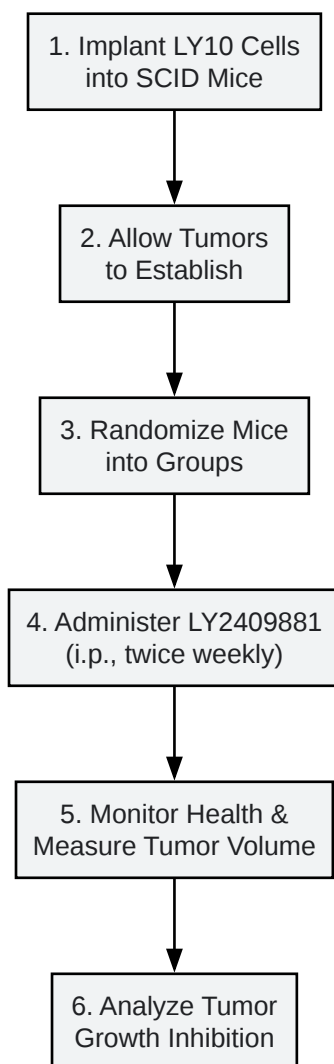 1. Implant LY10 Cells
into SCID Mice
2. Allow Tumors
to Establish
3. Randomize Mice
into Groups
4. Administer LY2409881
(i.p., twice weekly)
5. Monitor Health &
Measure Tumor Volume
6. Analyze Tumor
Growth Inhibition